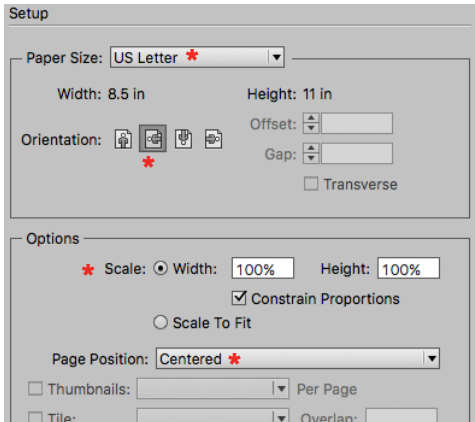 Setup
Paper Size: US Letter *
Width: 8.5 in Height: 11 in
Offset:
Orientation:
*
Gap:
Transverse
Options
* Scale: Width: 100% Height: 100%
Constrain Proportions
Scale To Fit
Page Position: Centered *
Thumbnails: Per Page
Tile: Overlap: